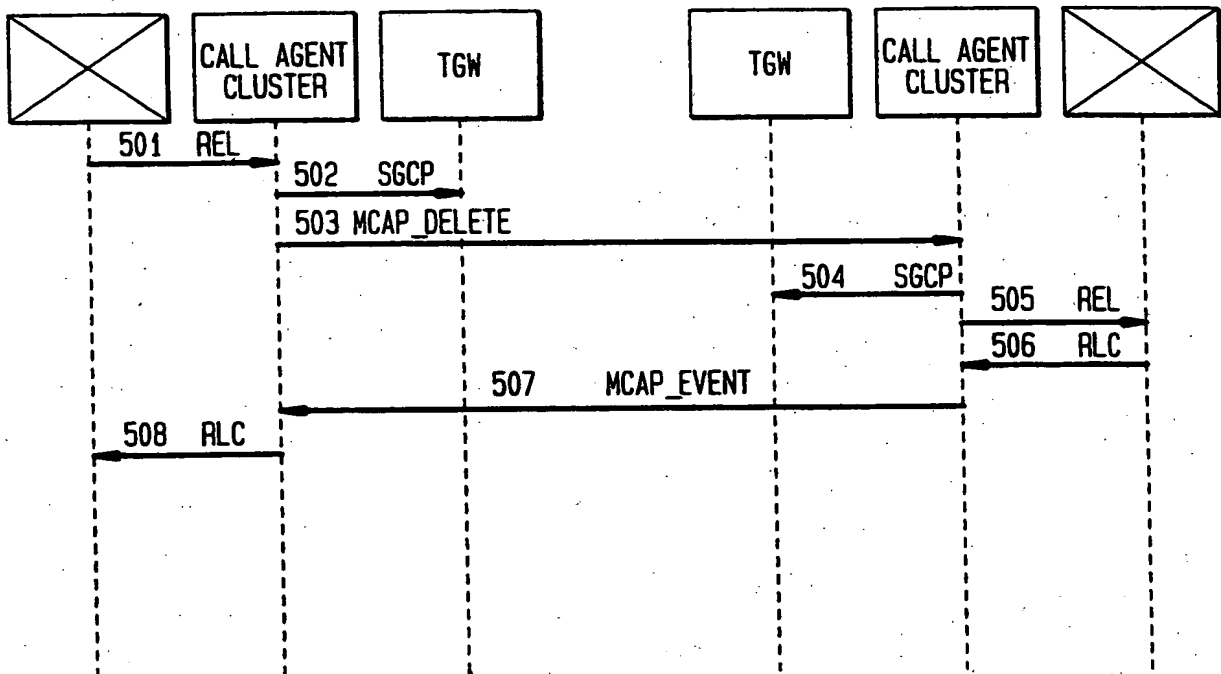 CALL AGENT
CLUSTER
TGW
TGW
CALL AGENT
CLUSTER
501 REL
502 SGCP
503 MCAP_DELETE
504 SGCP
505 REL
506 RLC
507 MCAP_EVENT
508 RLC